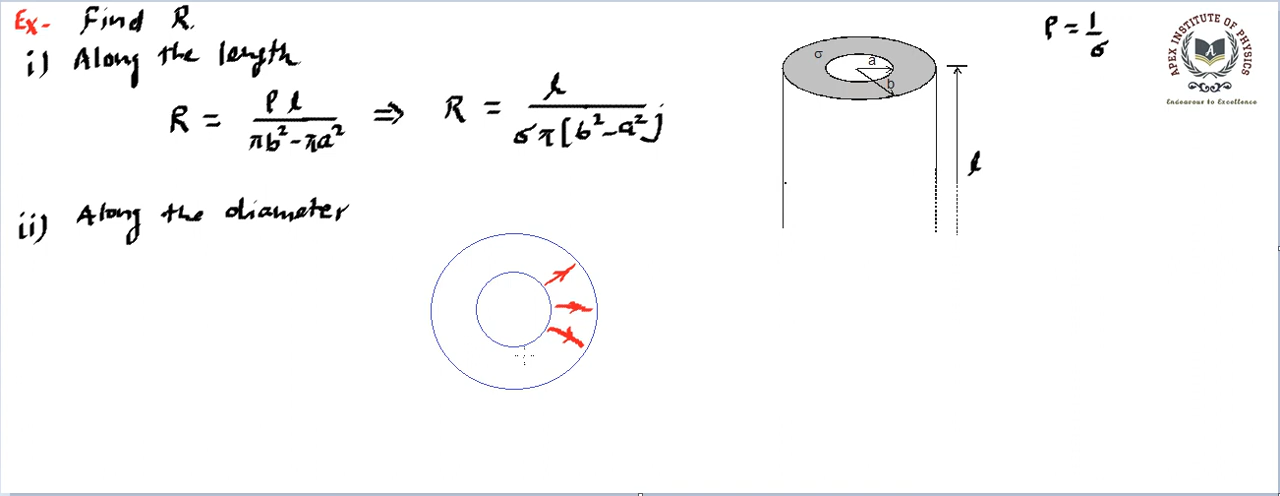 Ex- Find R.
i) Along the length
R = ρl / πb² - πa² ⇒ R = l / σπ[b² - a²]
ii) Along the diameter
σ
a
b
l
ρ = 1/σ
APEX INSTITUTE OF PHYSICS
A
Endeavour to Excellence